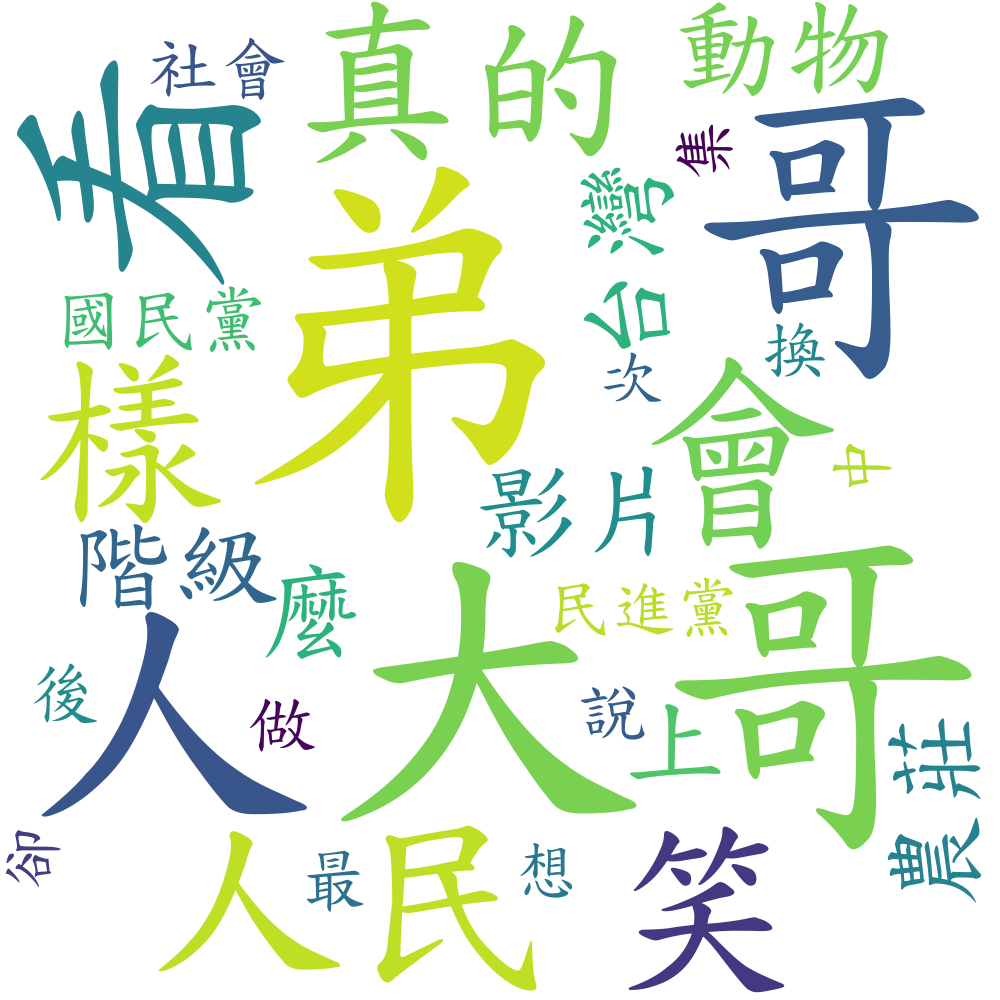 社會
真的
動物
看
哥
集
台灣
弟
國民黨
換
次
樣
會
中
影片
階級
麼
民進黨
大哥
人
後
做
說
上
農莊
卻
人民
最
想
笑